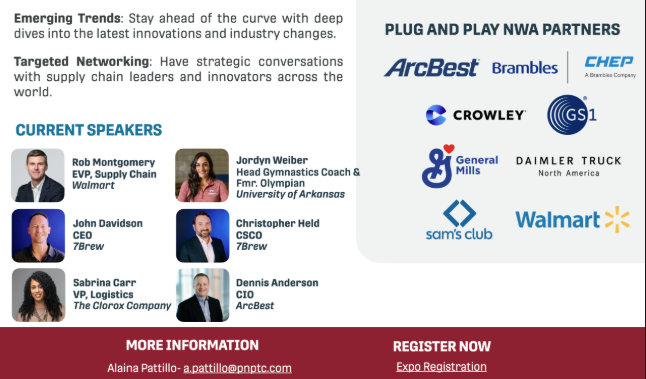 Emerging Trends: Stay ahead of the curve with deep
dives into the latest innovations and industry changes.
Targeted Networking: Have strategic conversations
with supply chain leaders and innovators across the
world.
CURRENT SPEAKERS
Rob Montgomery
EVP, Supply Chain
Walmart
Jordyn Weiber
Head Gymnastics Coach &
Fmr. Olympian
University of Arkansas
John Davidson
CEO
7Brew
Christopher Held
CSCO
7Brew
Sabrina Carr
VP, Logistics
The Clorox Company
Dennis Anderson
CIO
ArcBest
PLUG AND PLAY NWA PARTNERS
ArcBest®
Brambles
CHEP
A Brambles Company
CROWLEY
GS1
General
Mills
DAIMLER TRUCK
North America
sam's club
Walmart
MORE INFORMATION
Alaina Pattillo- a.pattillo@pnptc.com
REGISTER NOW
Expo Registration